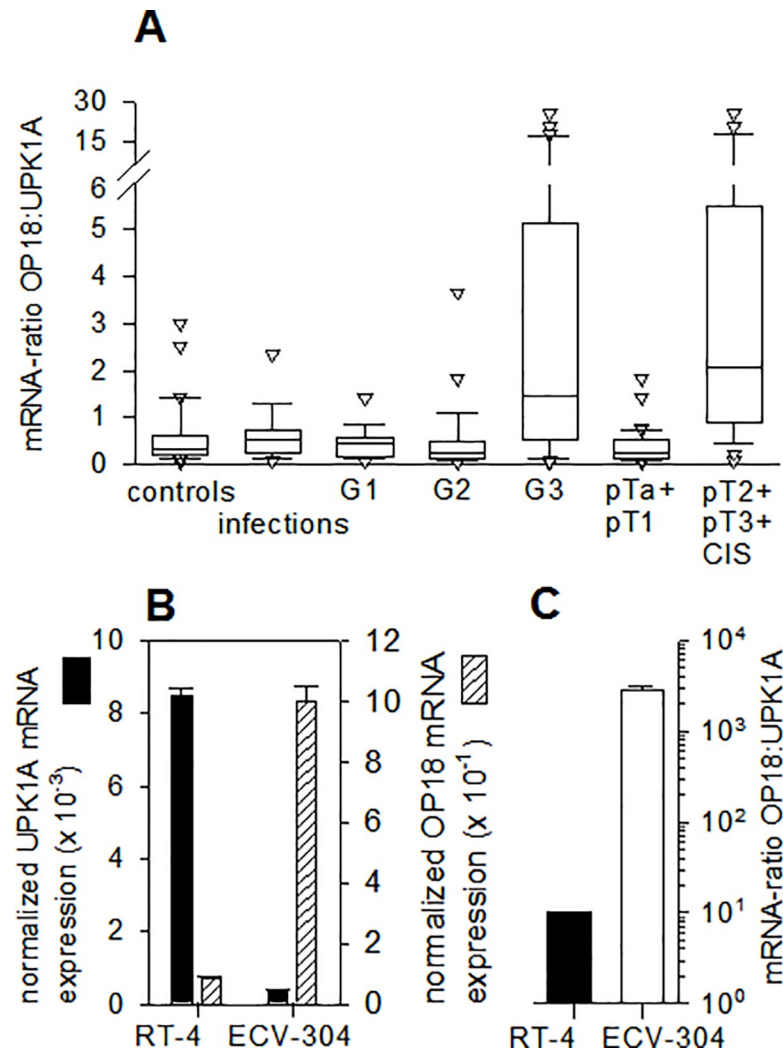 A
mRNA-ratio OP18:UPK1A
30
15
6
5
4
3
2
1
0
controls
infections
G1
G2
G3
pTa+
pT1
pT2+
pT3+
CIS
B
normalized UPK1A mRNA
expression (x 10⁻³)
10
8
6
4
2
0
12
10
8
6
4
2
0
normalized OP18 mRNA
expression (x 10⁻¹)
RT-4
ECV-304
C
10⁴
10³
10²
10¹
10⁰
mRNA-ratio OP18:UPK1A
RT-4
ECV-304